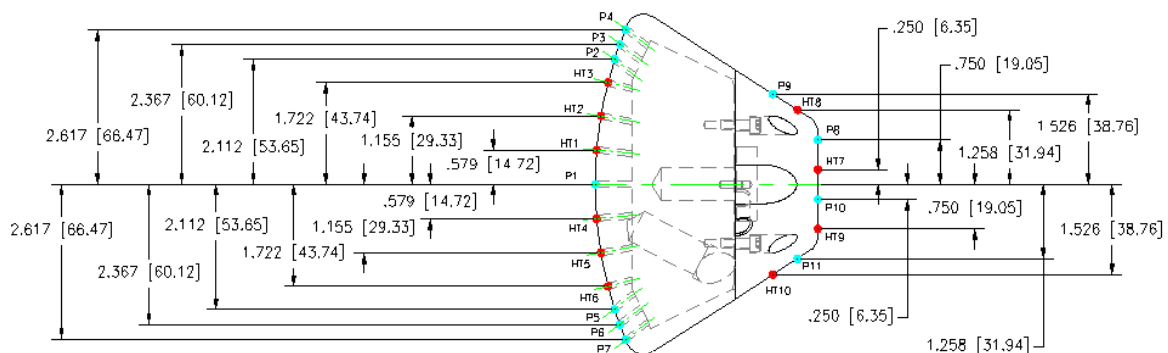 P4
P3
P2
HT3
HT2
HT1
P1
HT4
HT5
HT6
P5
P6
P7
P9
HT8
P8
HT7
P10
HT9
P11
HT10
2.617 [66.47]
2.367 [60.12]
2.112 [53.65]
1.722 [43.74]
1.155 [29.33]
.579 [14.72]
.579 [14.72]
1.155 [29.33]
1.722 [43.74]
2.112 [53.65]
2.367 [60.12]
2.617 [66.47]
.250 [6.35]
.750 [19.05]
1.526 [38.76]
1.258 [31.94]
.750 [19.05]
1.526 [38.76]
.250 [6.35]
1.258 [31.94]